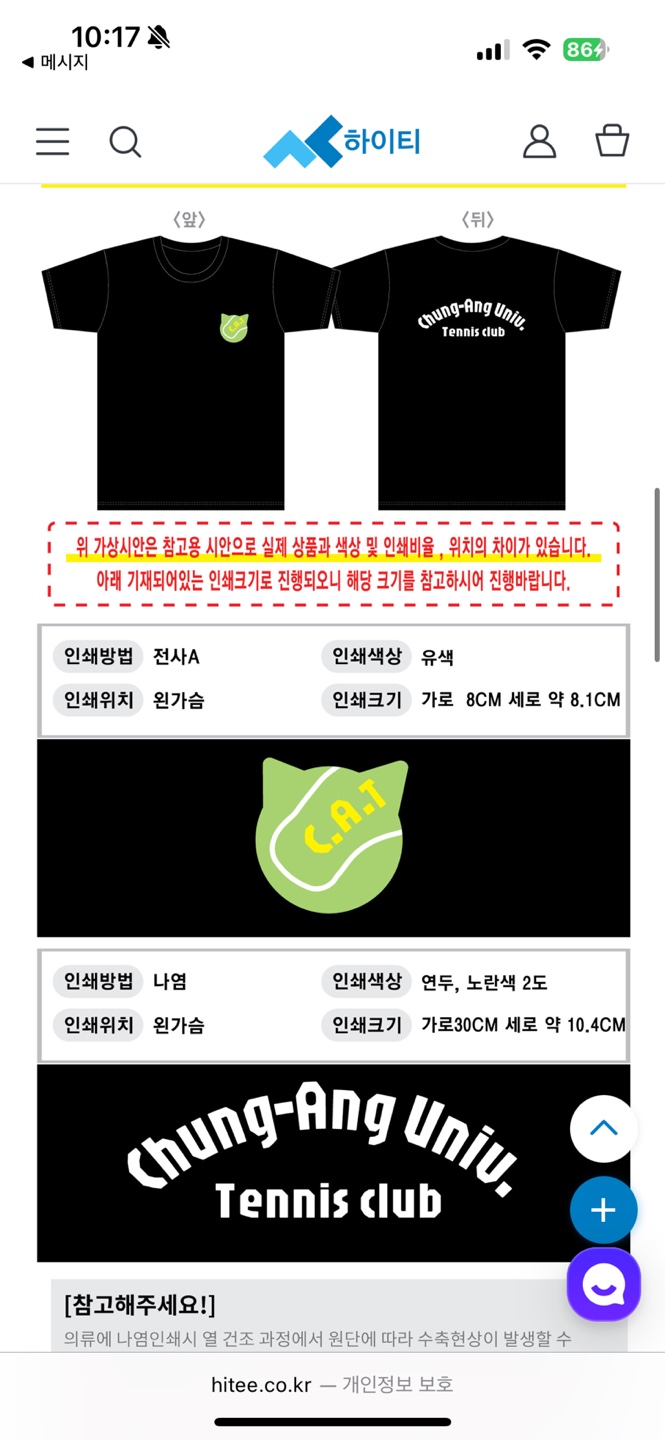 10:17
86
◀ 메시지
하이티
〈앞〉
〈뒤〉
C.A.T
Chung-Ang Univ.
Tennis club
위 가상시안은 참고용 시안으로 실제 상품과 색상 및 인쇄비율 , 위치의 차이가 있습니다.
아래 기재되어있는 인쇄크기로 진행되오니 해당 크기를 참고하시어 진행바랍니다.
인쇄방법 전사A 인쇄색상 유색
인쇄위치 왼가슴 인쇄크기 가로 8CM 세로 약 8.1CM
C.A.T
인쇄방법 나염 인쇄색상 연두, 노란색 2도
인쇄위치 왼가슴 인쇄크기 가로30CM 세로 약 10.4CM
Chung-Ang Univ.
Tennis club
[참고해주세요!]
의류에 나염인쇄시 열 건조 과정에서 원단에 따라 수축현상이 발생할 수
hitee.co.kr — 개인정보 보호